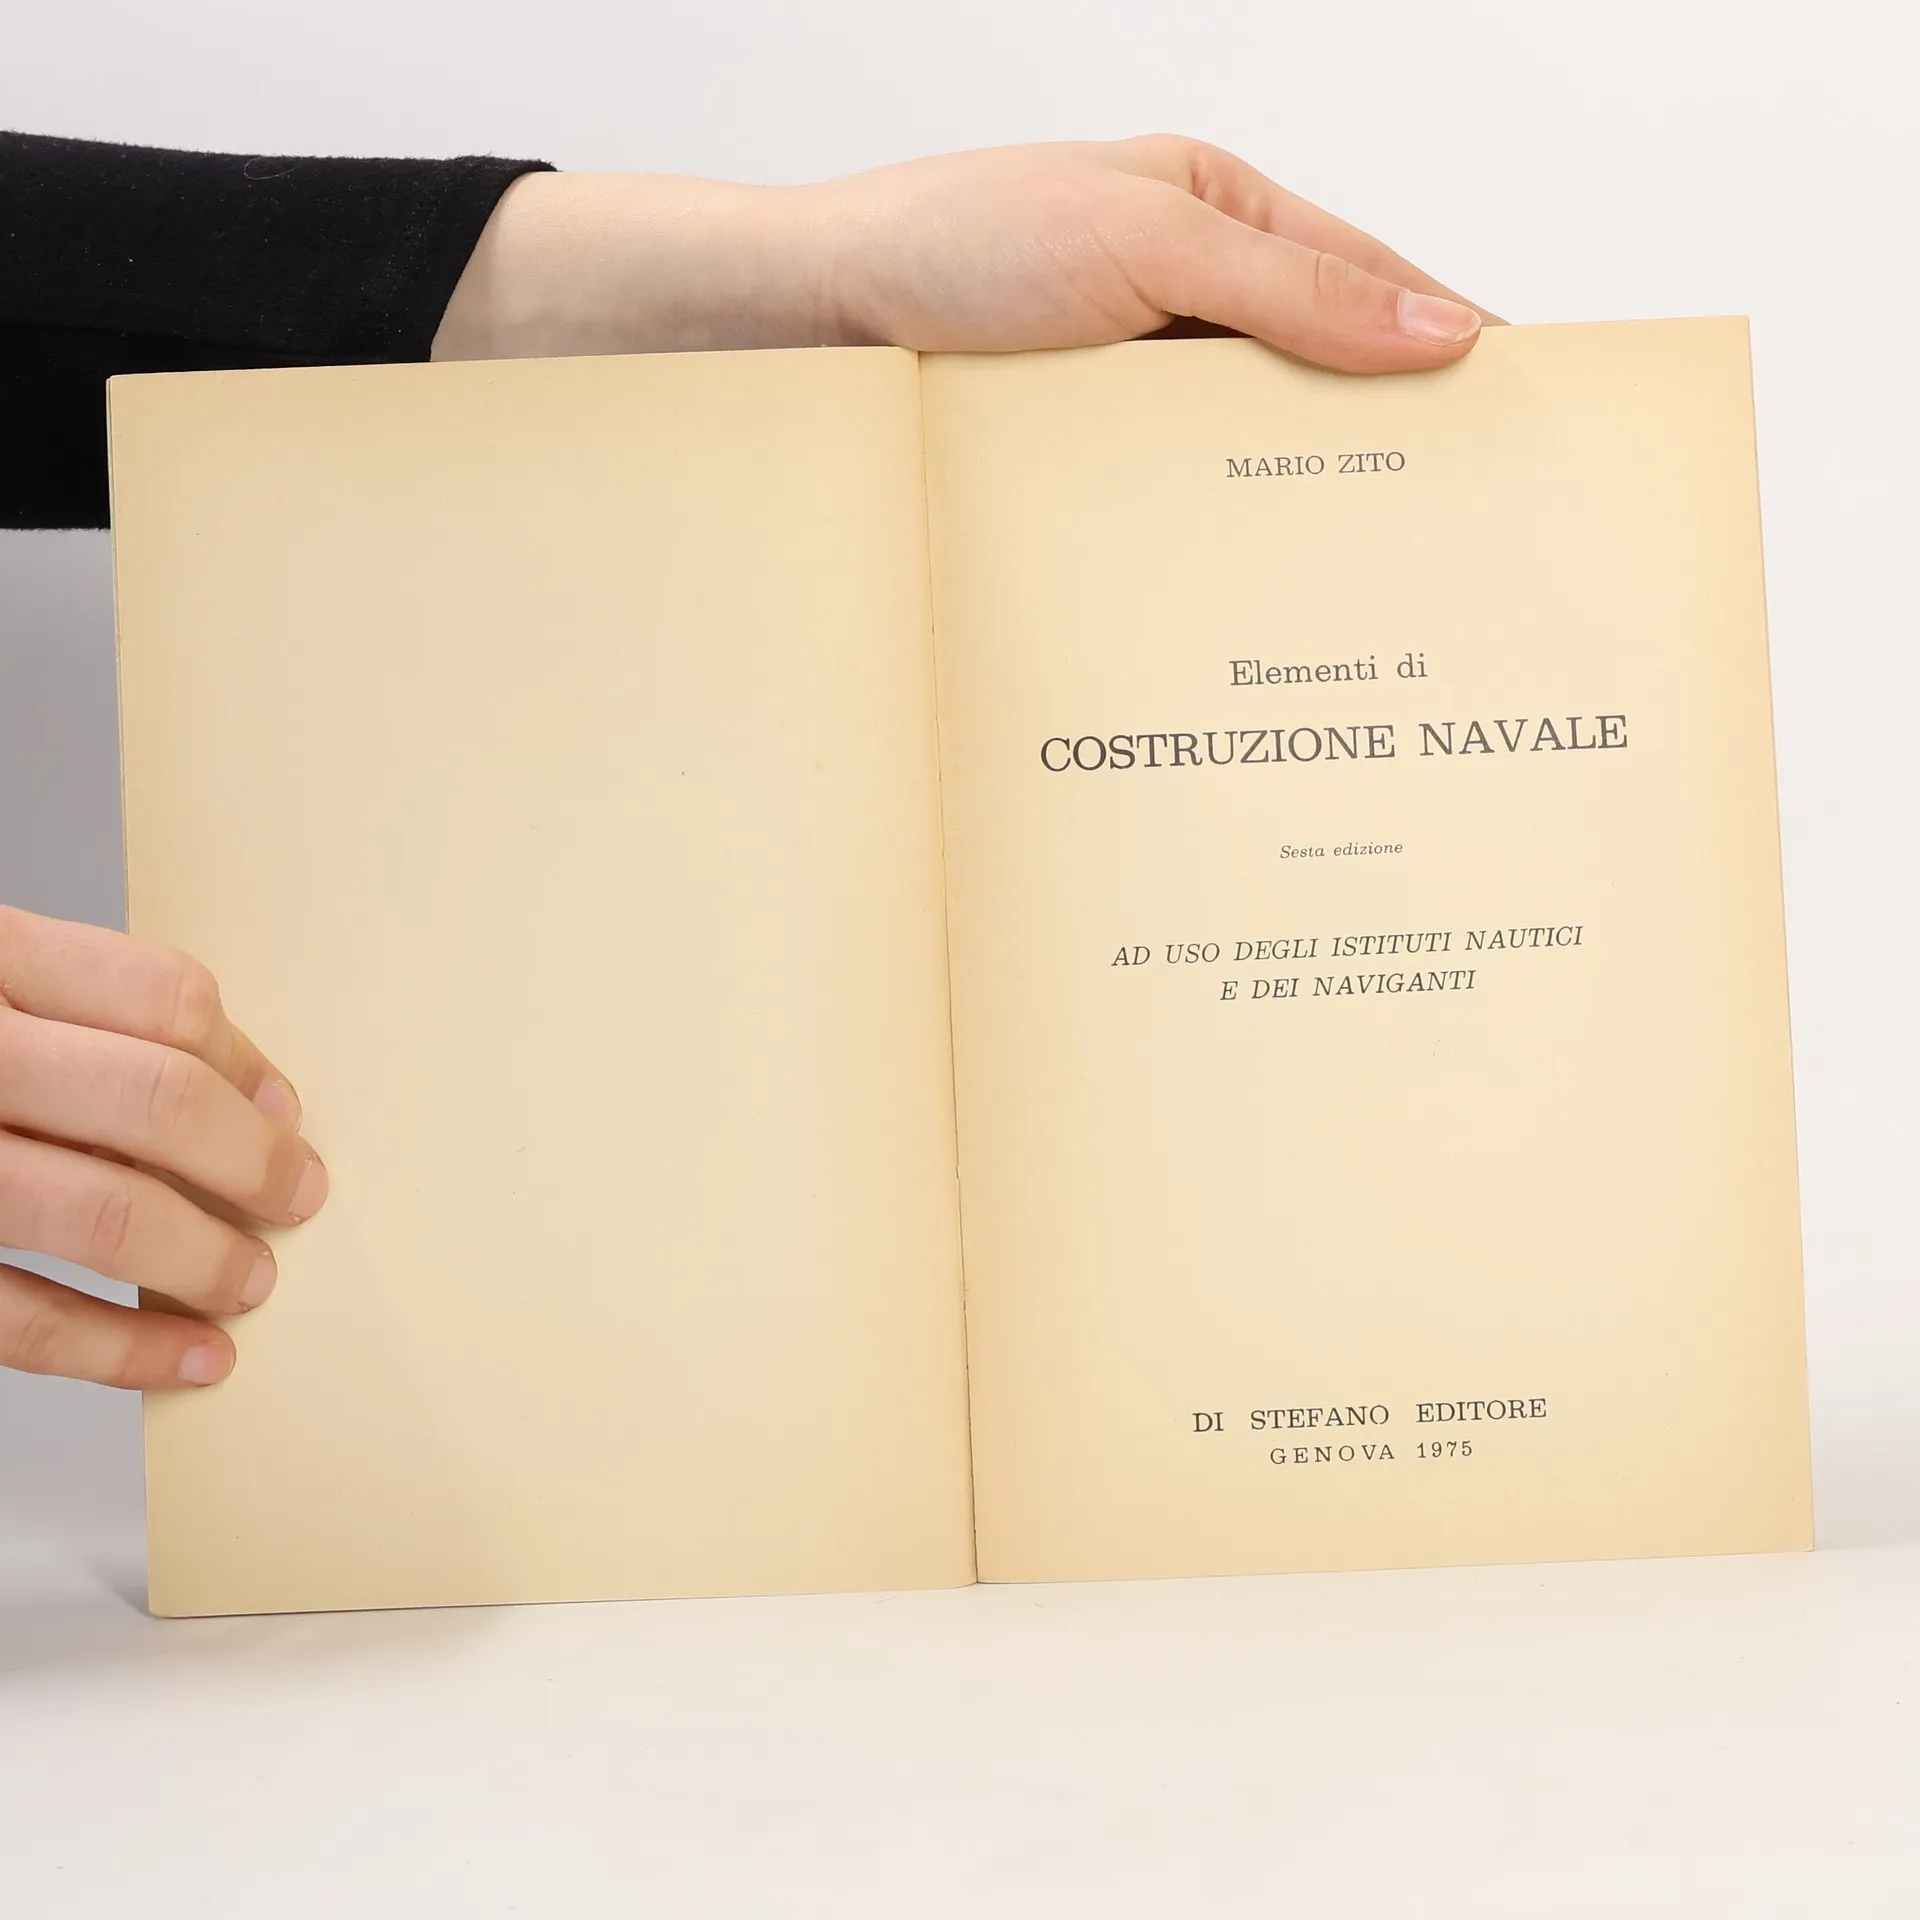 MARIO ZITO
Elementi di
COSTRUZIONE NAVALE
Sesta edizione
AD USO DEGLI ISTITUTI NAUTICI
E DEI NAVIGANTI
DI STEFANO EDITORE
GENOVA 1975